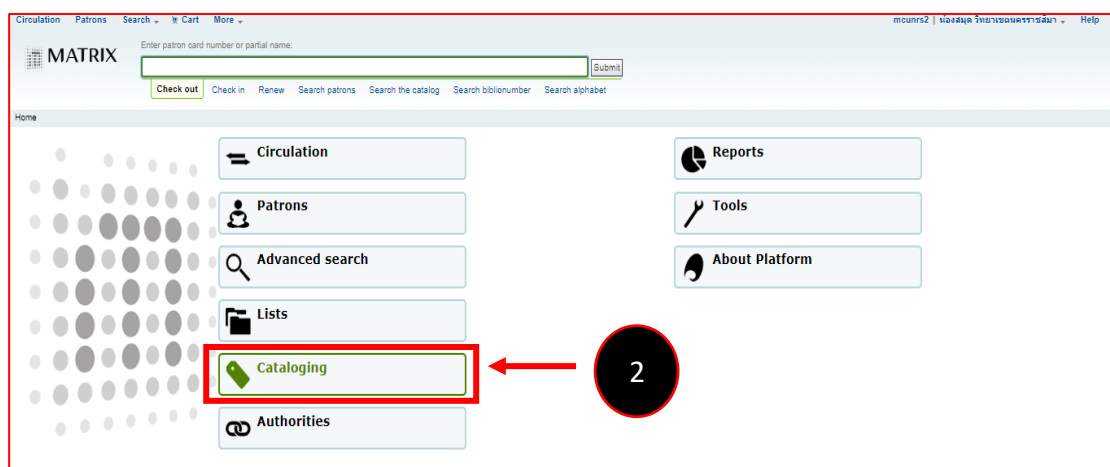 Circulation Patrons Search Cart More mcunrs2 | ห้องสมุด วิทยาเขตนครราชสีมา Help
MATRIX
Enter patron card number or partial name:
Submit
Check out Check in Renew Search patrons Search the catalog Search biblionumber Search alphabet
Home
Circulation
Patrons
Advanced search
Lists
Cataloging
Authorities
Reports
Tools
About Platform
2